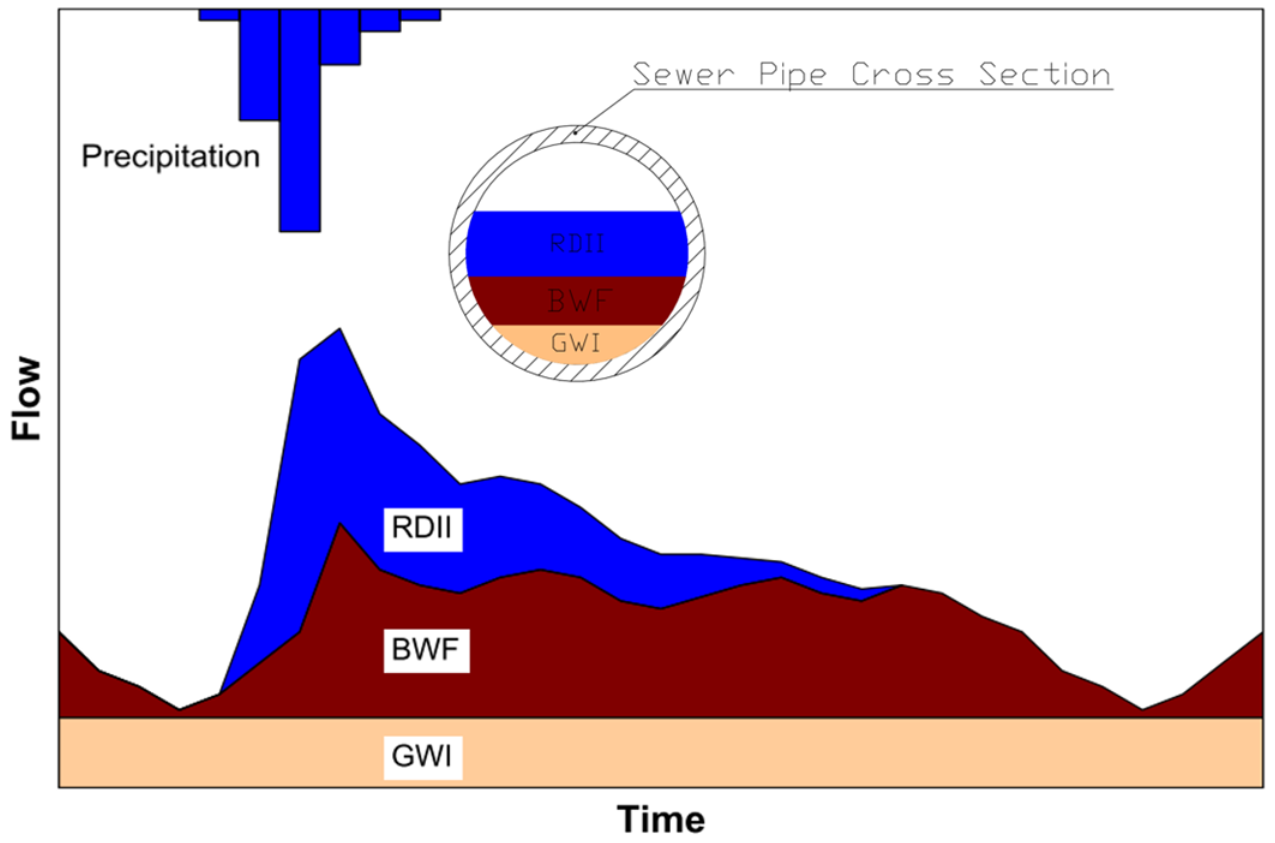 Sewer Pipe Cross Section
Precipitation
RDII
BWF
GWI
Flow
RDII
BWF
GWI
Time